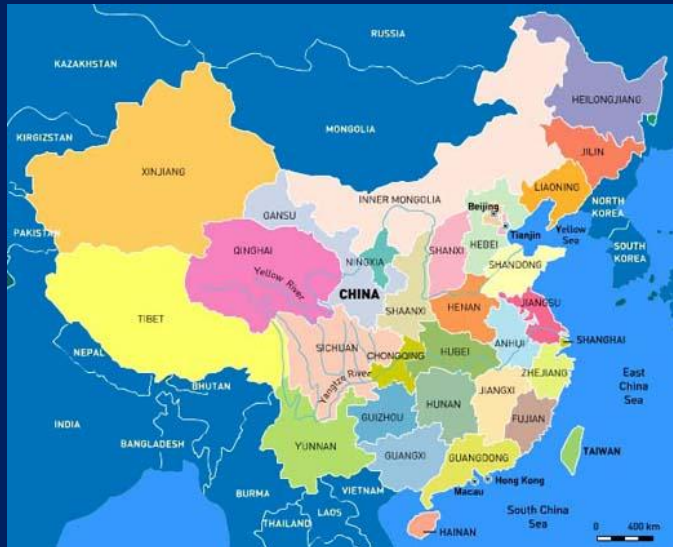 RUSSIA
KAZAKHSTAN
HEILONGJIANG
MONGOLIA
KIRGIZSTAN
JILIN
XINJIANG
LIAONING
INNER MONGOLIA
Beijing
NORTH
KOREA
GANSU
Tianjin
Yellow
Sea
HEBEI
PAKISTAN
QINGHAI
NINGXIA
SHANXI
SOUTH
KOREA
SHANDONG
Yellow River
CHINA
JIANGSU
HENAN
TIBET
SHAANXI
SHANGHAI
ANHUI
SICHUAN
CHONGQING
HUBEI
NEPAL
ZHEJIANG
East
China
Sea
Yangtze River
BHUTAN
JIANGXI
HUNAN
GUIZHOU
FUJIAN
INDIA
BANGLADESH
YUNNAN
TAIWAN
GUANGXI
GUANGDONG
Hong Kong
Macau
BURMA
VIETNAM
LAOS
South China
Sea
THAILAND
HAINAN
0 400 km